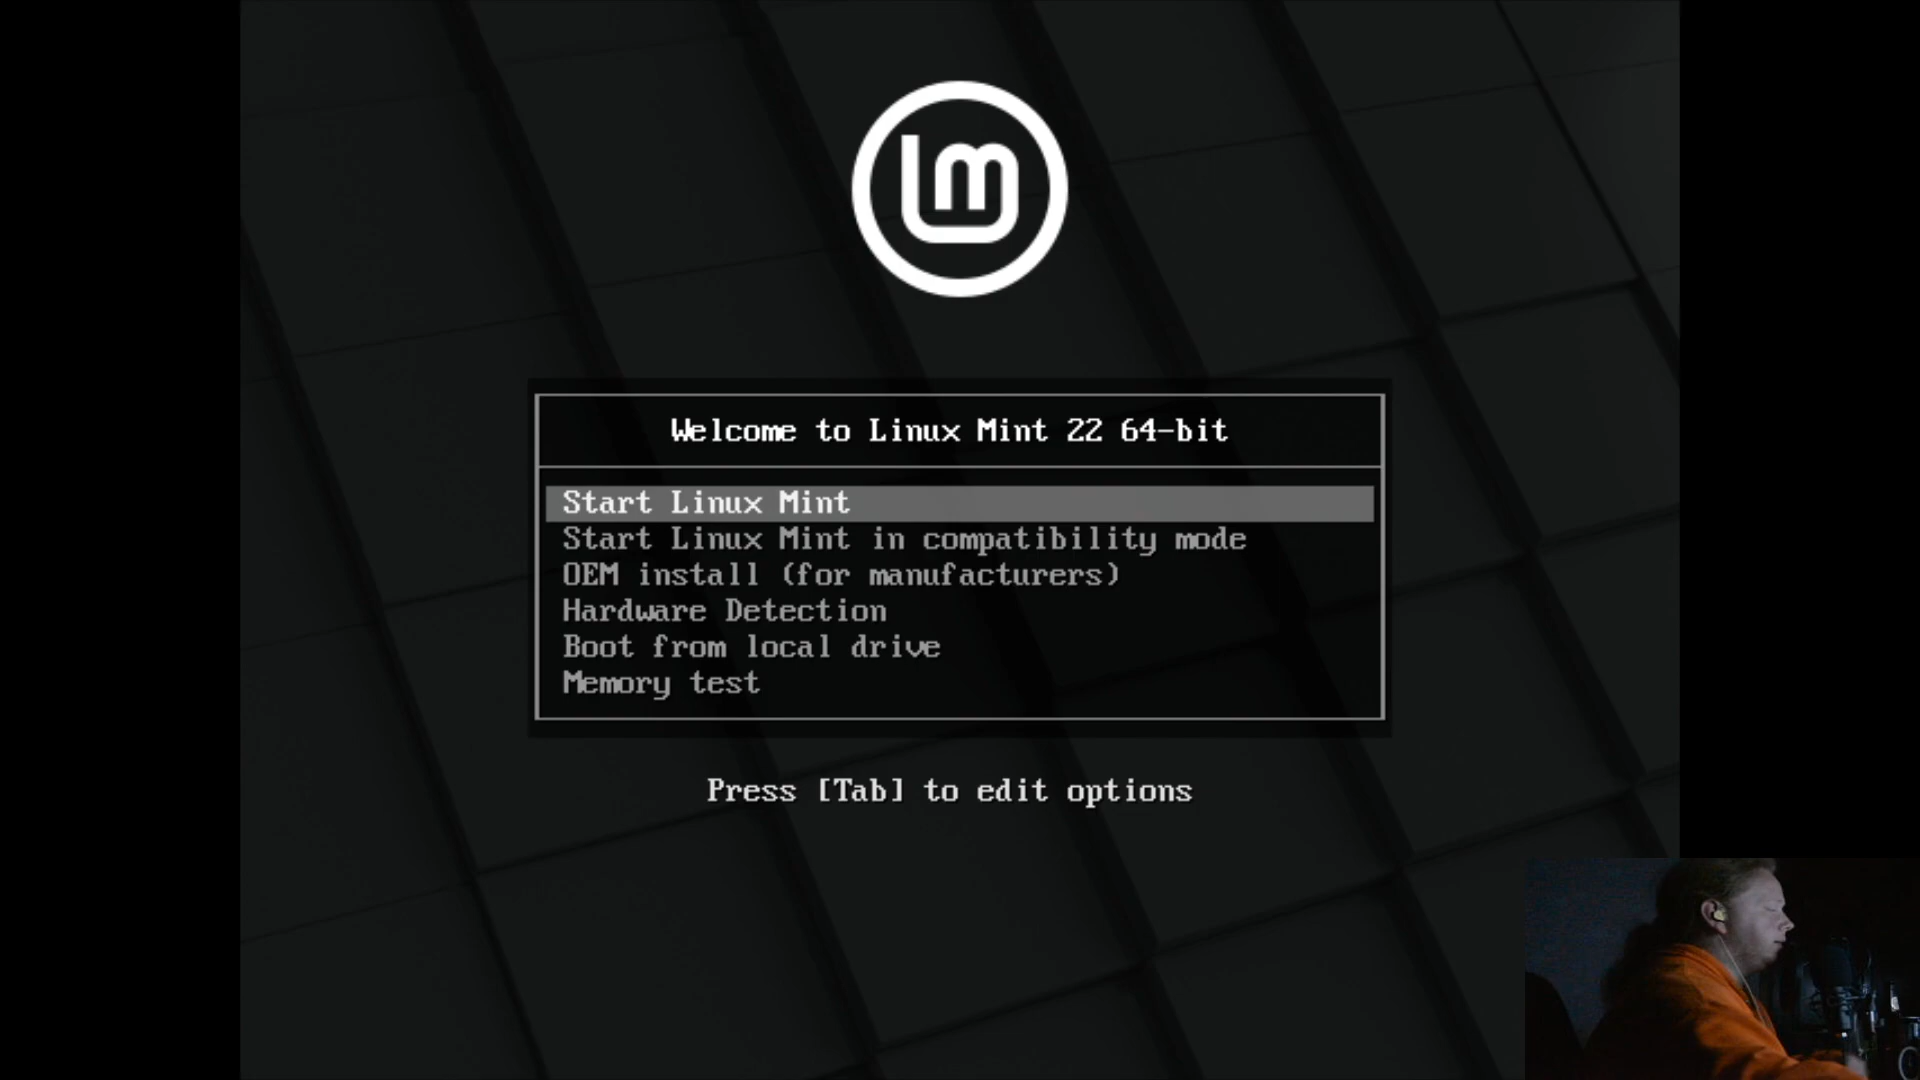 lm
Welcome to Linux Mint 22 64-bit
Start Linux Mint
Start Linux Mint in compatibility mode
OEM install (for manufacturers)
Hardware Detection
Boot from local drive
Memory test
Press [Tab] to edit options